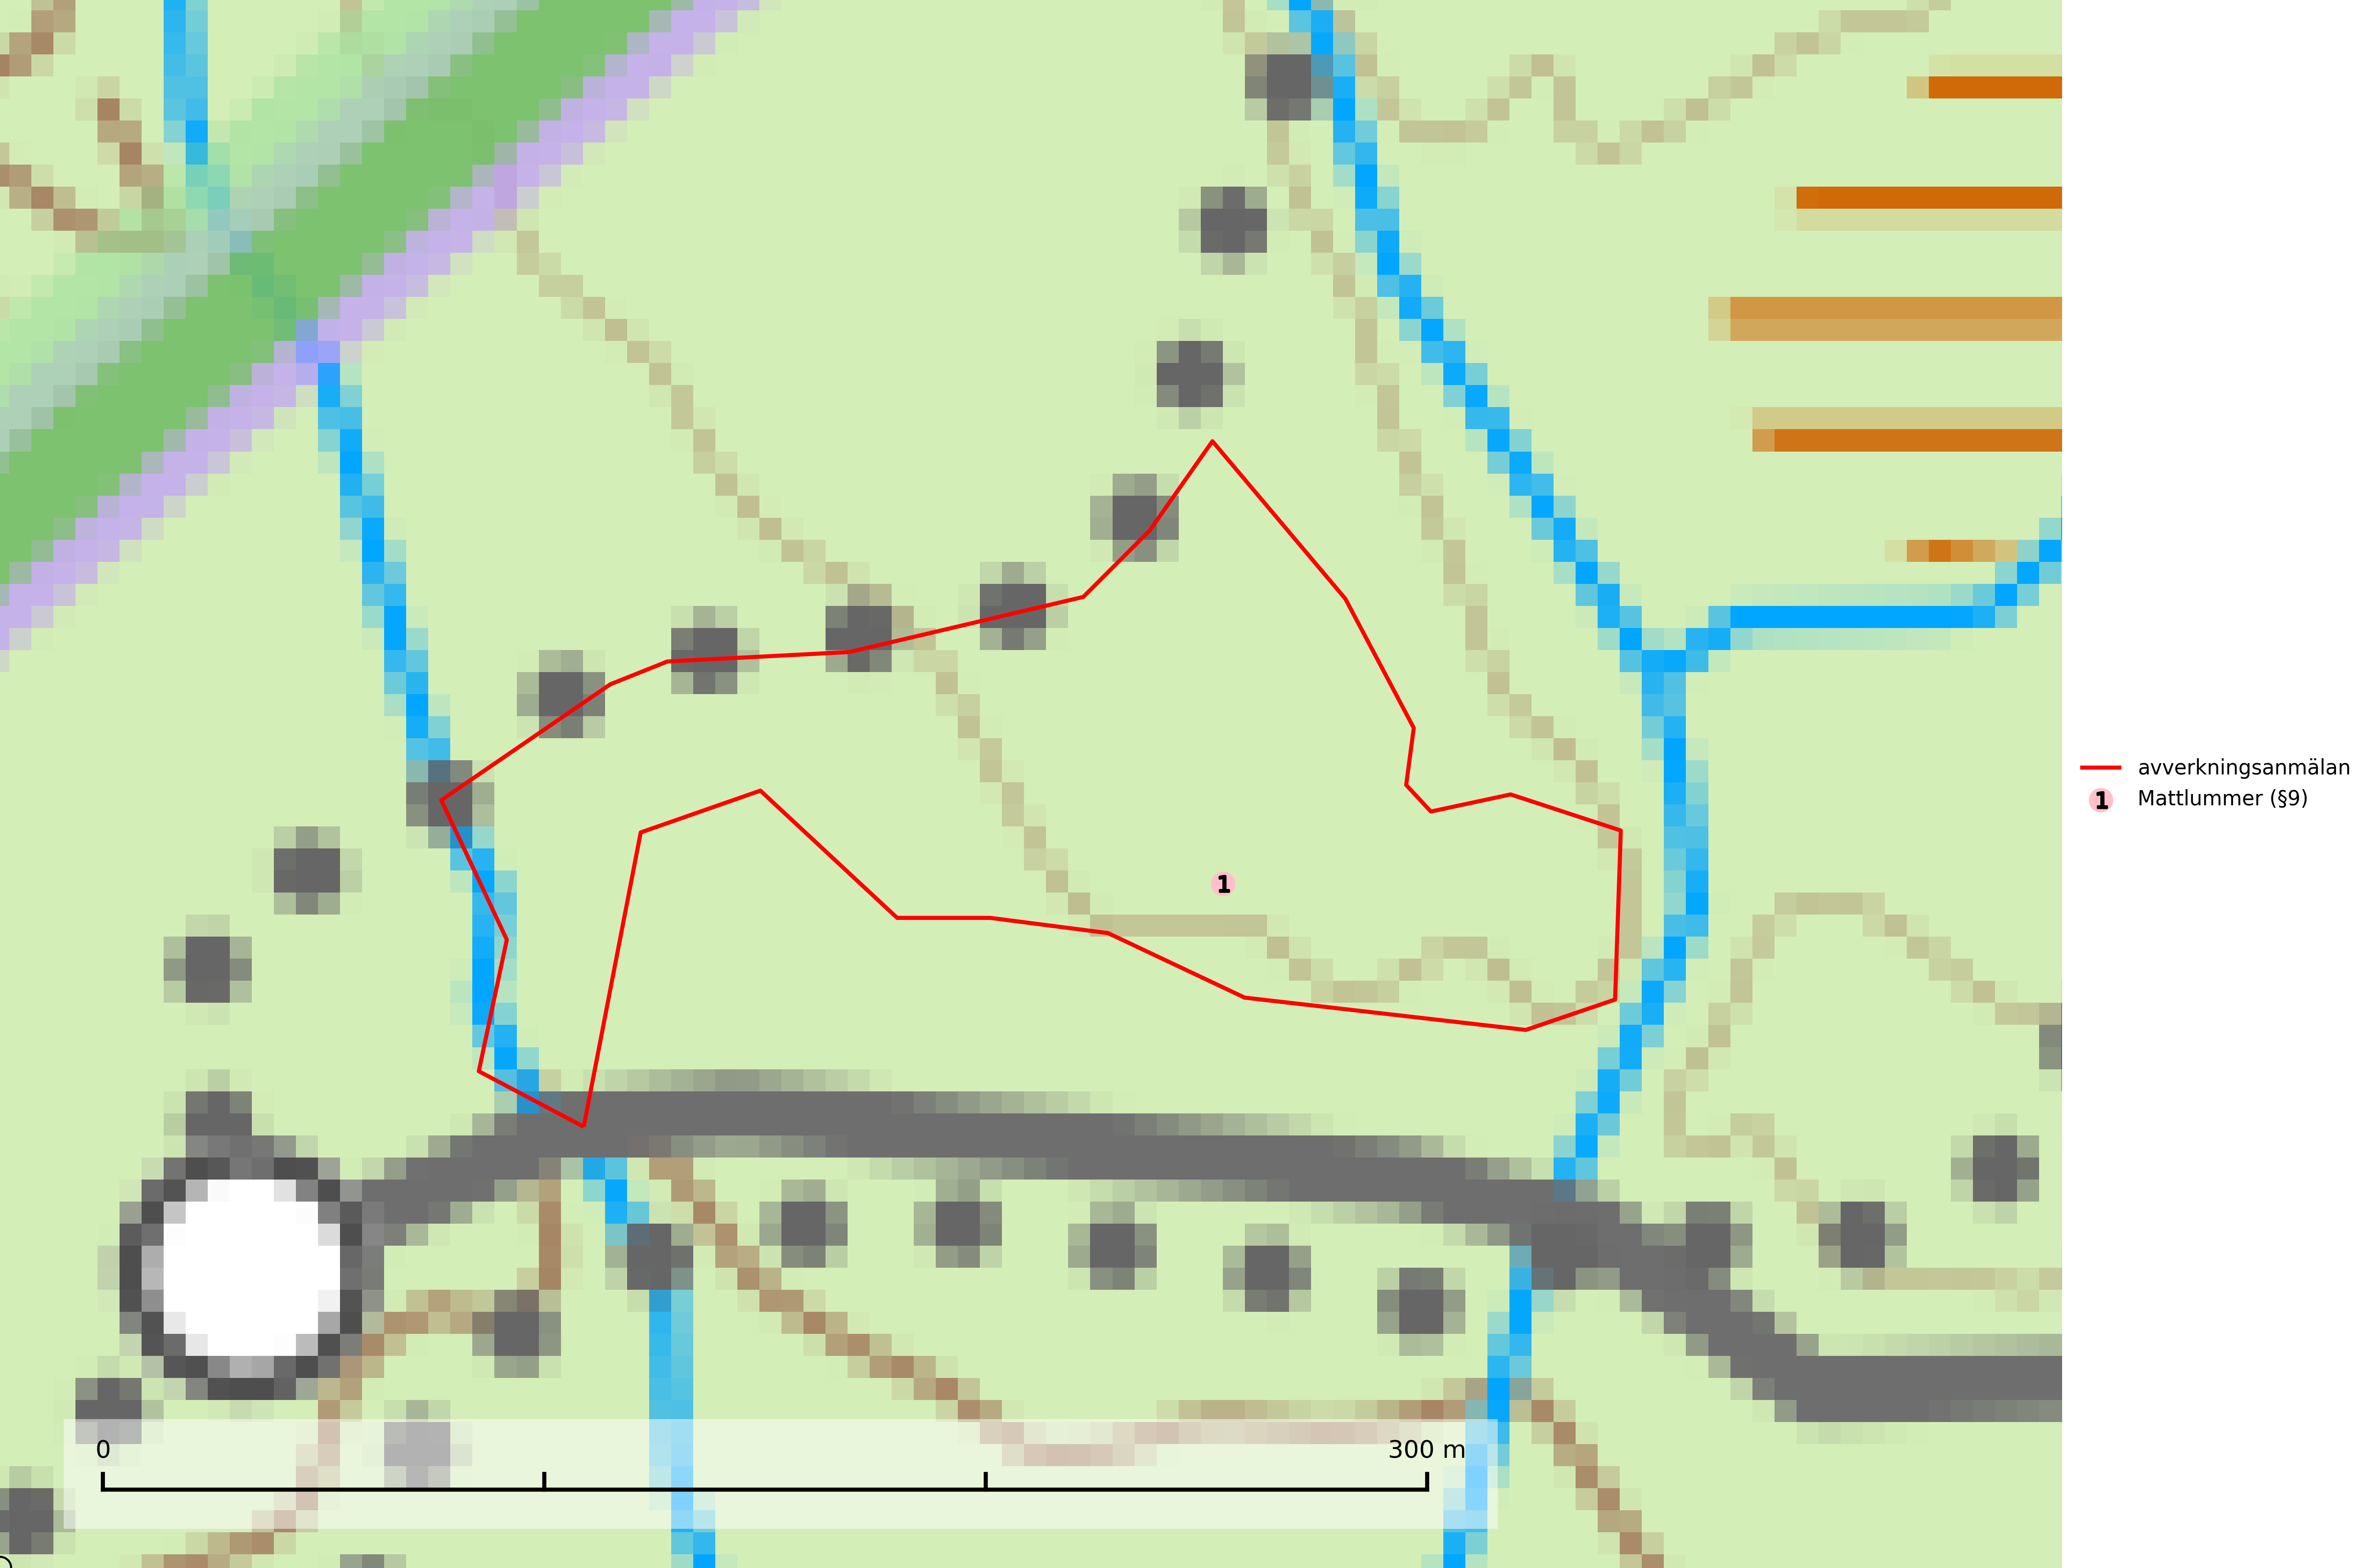 avverkningsanmälan
1 Mattlummer (§9)
1
0 300 m